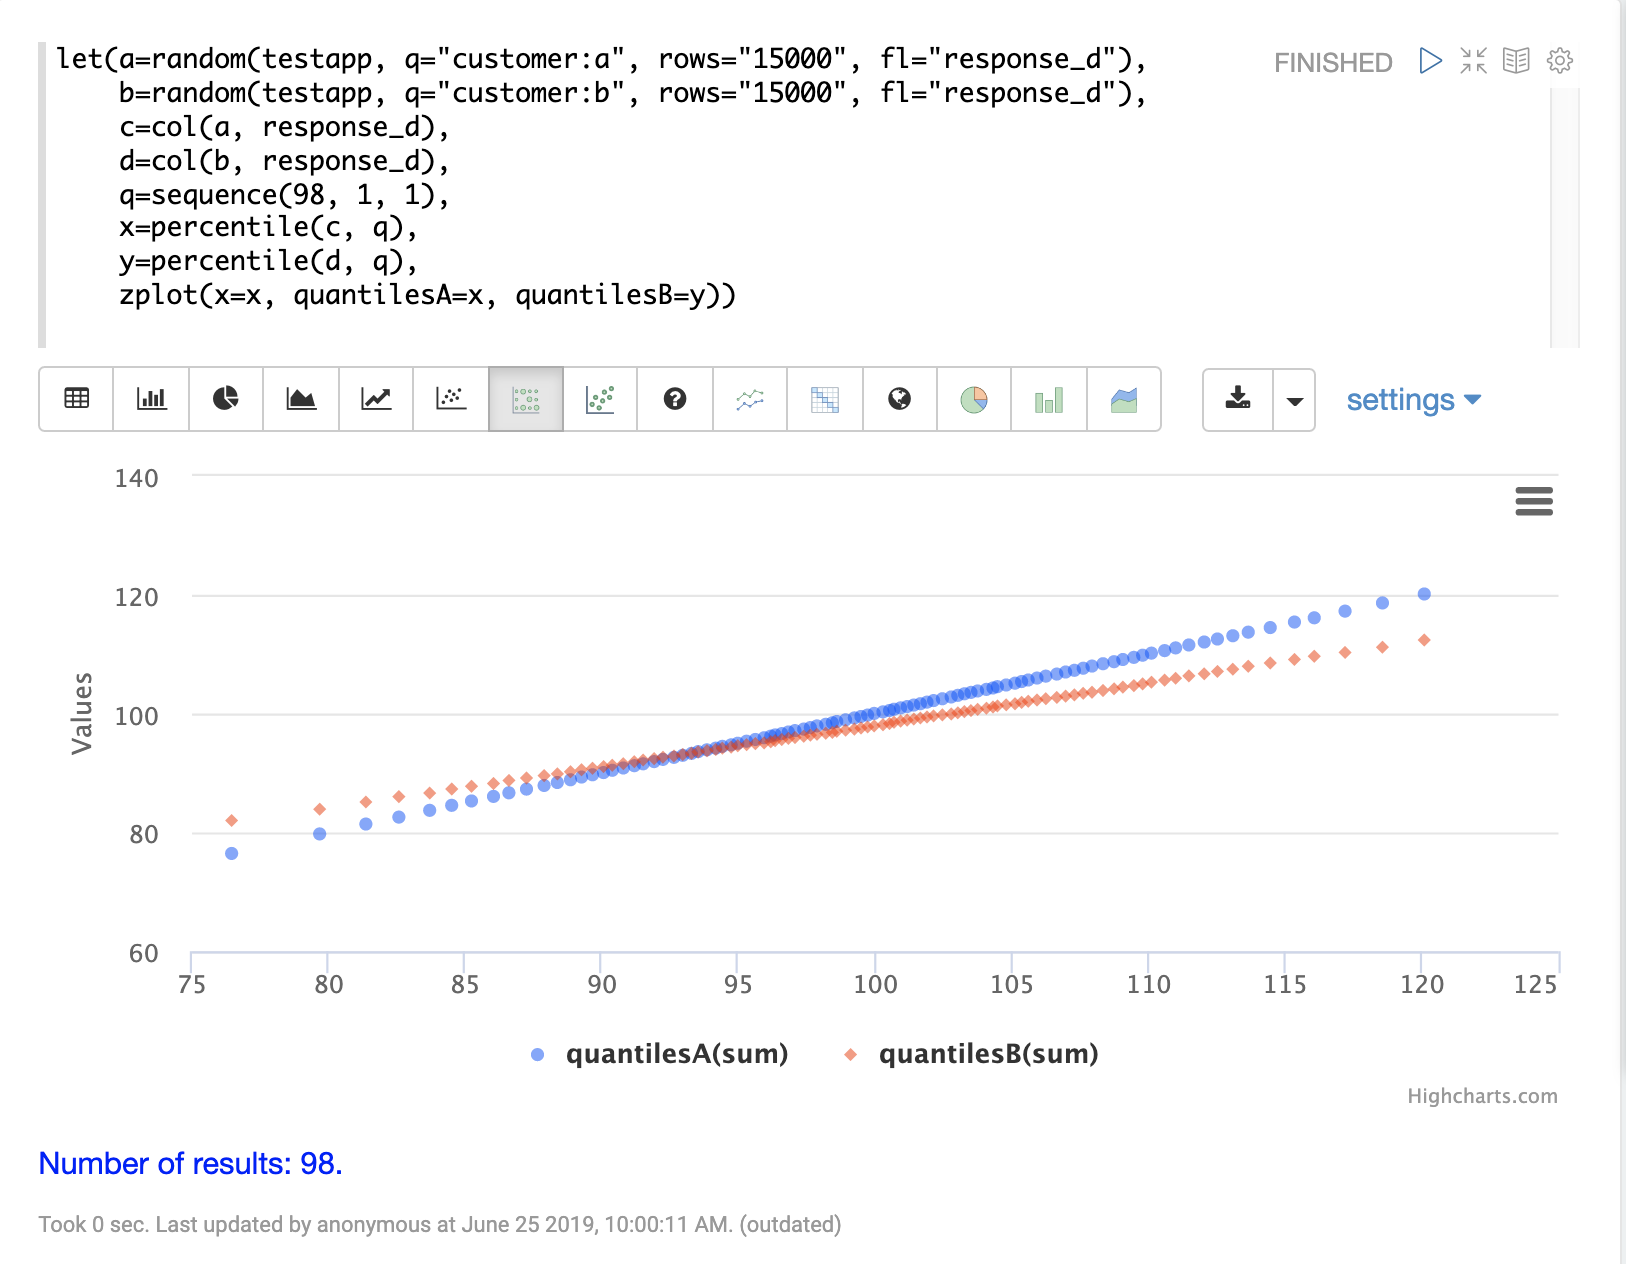 let(a=random(testapp, q="customer:a", rows="15000", fl="response_d"),
b=random(testapp, q="customer:b", rows="15000", fl="response_d"),
c=col(a, response_d),
d=col(b, response_d),
q=sequence(98, 1, 1),
x=percentile(c, q),
y=percentile(d, q),
zplot(x=x, quantilesA=x, quantilesB=y))
FINISHED
settings
140
120
100
80
60
Values
75 80 85 90 95 100 105 110 115 120 125
quantilesA(sum) quantilesB(sum)
Highcharts.com
Number of results: 98.
Took 0 sec. Last updated by anonymous at June 25 2019, 10:00:11 AM. (outdated)